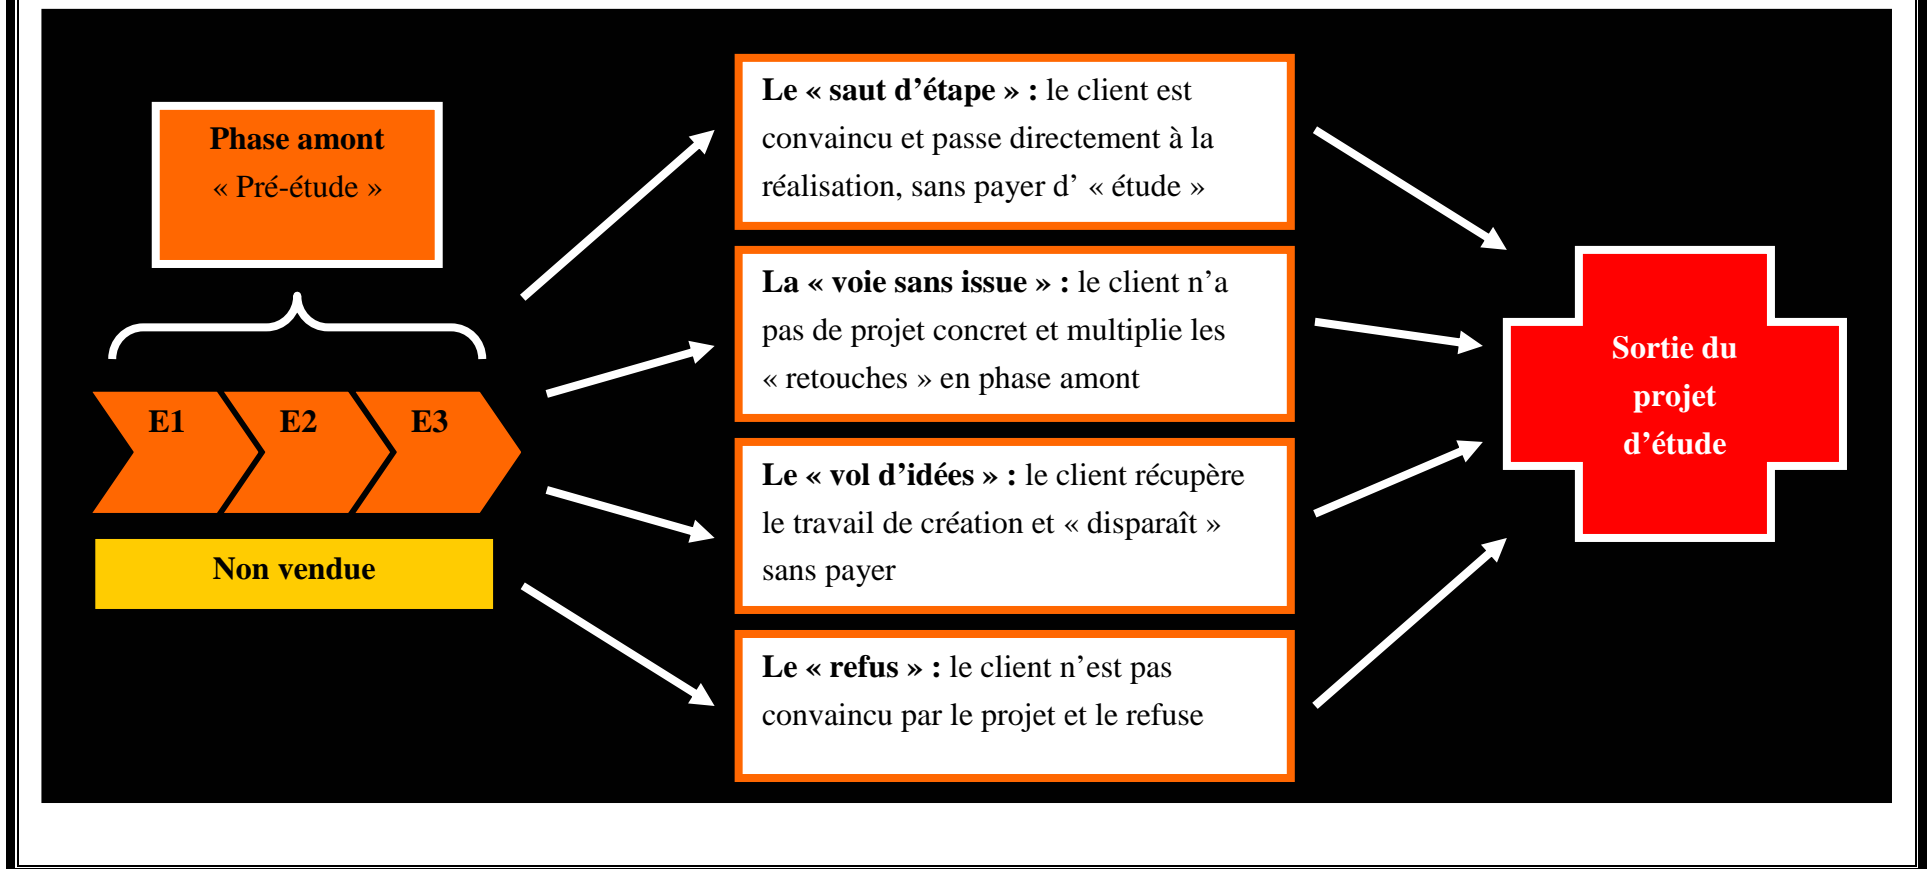 Phase amont
« Pré-étude »
E1
E2
E3
Non vendue
Le « saut d’étape » : le client est
convaincu et passe directement à la
réalisation, sans payer d’ « étude »
La « voie sans issue » : le client n’a
pas de projet concret et multiplie les
« retouches » en phase amont
Le « vol d’idées » : le client récupère
le travail de création et « disparaît »
sans payer
Le « refus » : le client n’est pas
convaincu par le projet et le refuse
Sortie du
projet
d’étude